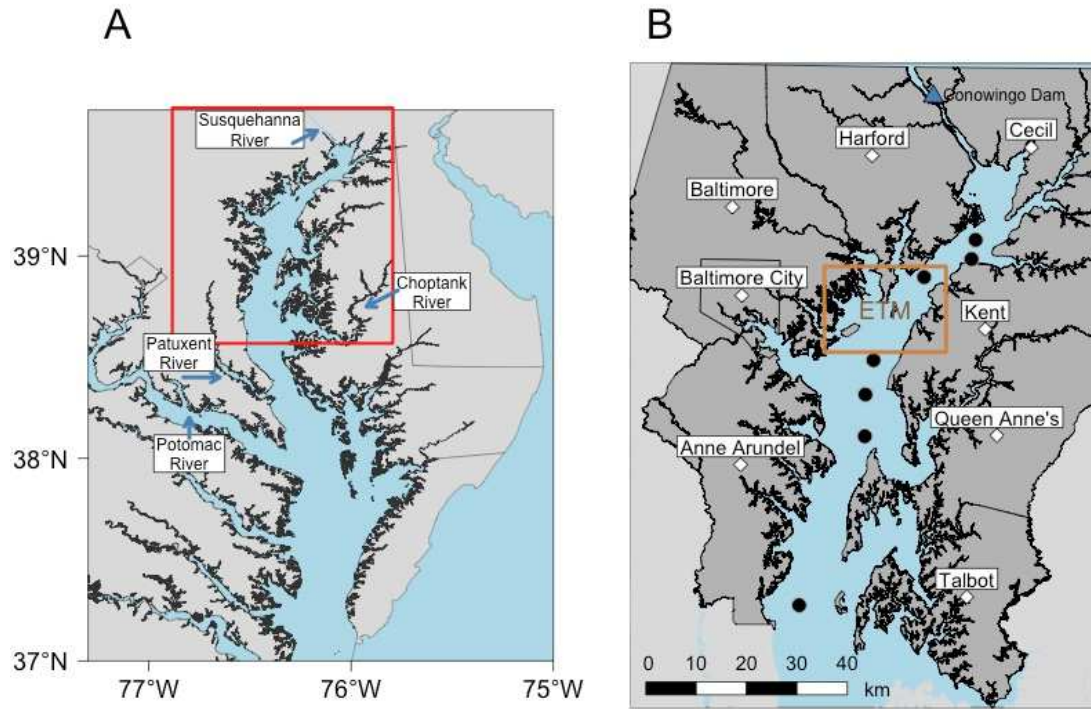 A
B
Susquehanna
River
39°N
Choptank
River
Patuxent
River
Potomac
River
38°N
37°N
77°W
76°W
75°W
Conowingo Dam
Harford
Cecil
Baltimore
Baltimore City
ETM
Kent
Queen Anne's
Anne Arundel
Talbot
0 10 20 30 40
km